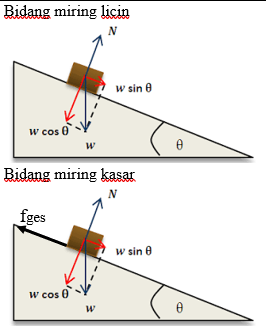 Bidang miring licin
N
w sin θ
w cos θ
w
θ
Bidang miring kasar
N
fges
w sin θ
w cos θ
w
θ